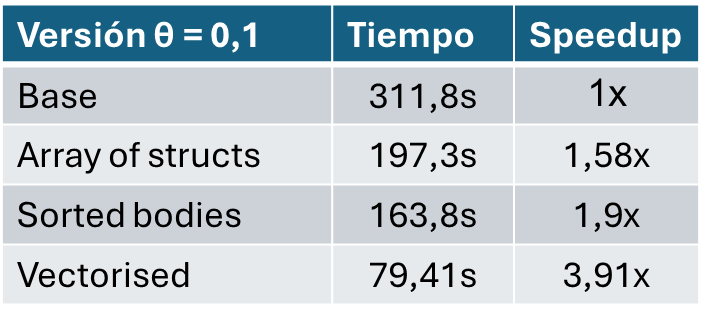 Versión θ = 0,1 Tiempo Speedup
Base 311,8s 1x
Array of structs 197,3s 1,58x
Sorted bodies 163,8s 1,9x
Vectorised 79,41s 3,91x